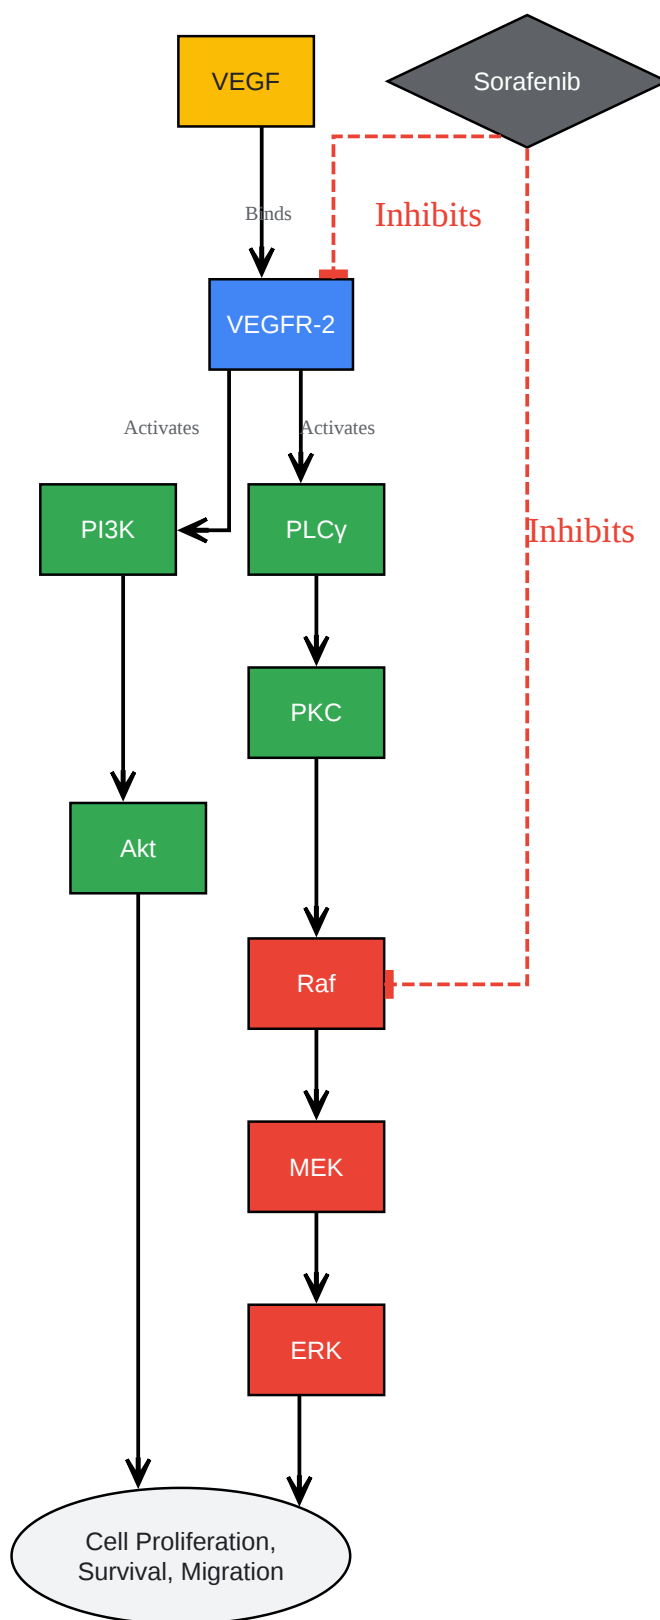 VEGF
Sorafenib
Binds
Inhibits
VEGFR-2
Activates
Activates
PI3K
PLCγ
Inhibits
PKC
Akt
Raf
MEK
ERK
Cell Proliferation,
Survival, Migration